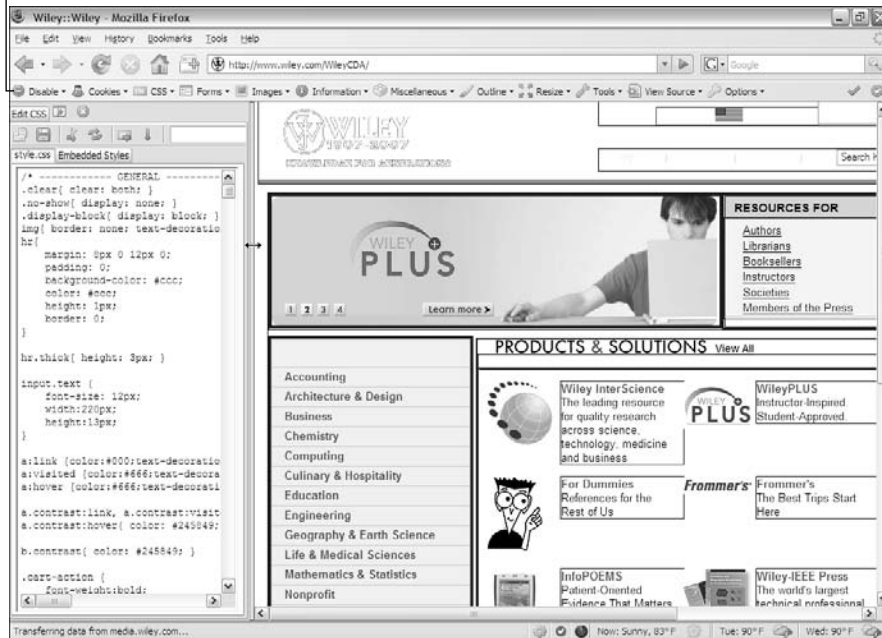 Wiley::Wiley - Mozilla Firefox
File Edit View History Bookmarks Tools Help
http://www.wiley.com/WileyCDA/
Google
Disable Cookies CSS Forms Images Information Miscellaneous Outline Resize Tools View Source Options
Edit CSS
style.css Embedded Styles
/* ------------ GENERAL ---------
.clear{ clear: both; }
.no-show{ display: none; }
.display-block{ display: block; }
img{ border: none; text-decoratio
hr{
margin: 8px 0 12px 0;
padding: 0;
background-color: #ccc;
color: #ccc;
height: 1px;
border: 0;
}
hr.thick{ height: 3px; }
input.text {
font-size: 12px;
width:220px;
height:13px;
}
a:link {color:#000;text-decoratio
a:visited {color:#666;text-decora
a:hover {color:#666;text-decorati
a.contrast:link, a.contrast:visit
a.contrast:hover{ color: #245849;
b.contrast{ color: #245849; }
.cart-action {
font-weight:bold;
WILEY
1807-2007
KNOWLEDGE FOR GENERATIONS
Search
WILEY
PLUS
1 2 3 4
Learn more
RESOURCES FOR
Authors
Librarians
Booksellers
Instructors
Societies
Members of the Press
Accounting
Architecture & Design
Business
Chemistry
Computing
Culinary & Hospitality
Education
Engineering
Geography & Earth Science
Life & Medical Sciences
Mathematics & Statistics
Nonprofit
PRODUCTS & SOLUTIONS View All
Wiley InterScience
The leading resource
for quality research
across science,
technology, medicine
and business
WILEY
PLUS
WileyPLUS
Instructor-Inspired.
Student-Approved.
For Dummies
References for the
Rest of Us
Frommer's
Frommer's
The Best Trips Start
Here
InfoPOEMS
Patient-Oriented
Evidence That Matters
Wiley-IEEE Press
The world's largest
technical professional
Transferring data from media.wiley.com...
Now: Sunny, 83°F Tue: 90°F Wed: 90°F